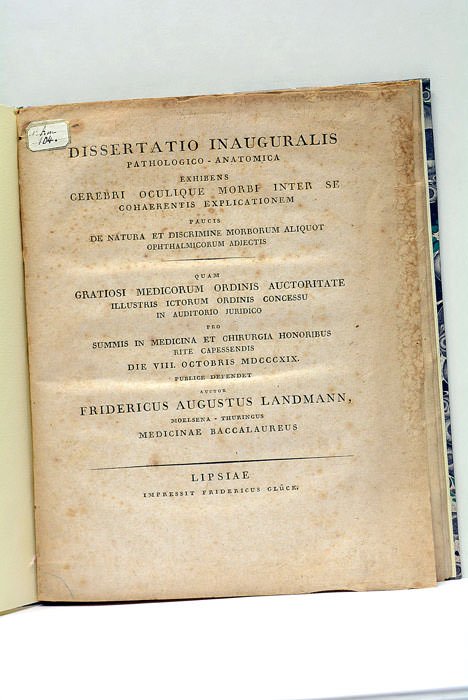 104.
DISSERTATIO INAUGURALIS
PATHOLOGICO - ANATOMICA
EXHIBENS
CEREBRI OCULIQUE MORBI INTER SE
COHAERENTIS EXPLICATIONEM
PAUCIS
DE NATURA ET DISCRIMINE MORBORUM ALIQUOT
OPHTHALMICORUM ADIECTIS
QUAM
GRATIOSI MEDICORUM ORDINIS AUCTORITATE
ILLUSTRIS ICTORUM ORDINIS CONCESSU
IN AUDITORIO JURIDICO
PRO
SUMMIS IN MEDICINA ET CHIRURGIA HONORIBUS
RITE CAPESSENDIS
DIE VIII. OCTOBRIS MDCCCXIX.
PUBLICE DEFENDET
AUCTOR
FRIDERICUS AUGUSTUS LANDMANN,
MOELSENA - THURINGUS
MEDICINAE BACCALAUREUS
LIPSIAE
IMPRESSIT FRIDERICUS GLÜCK.